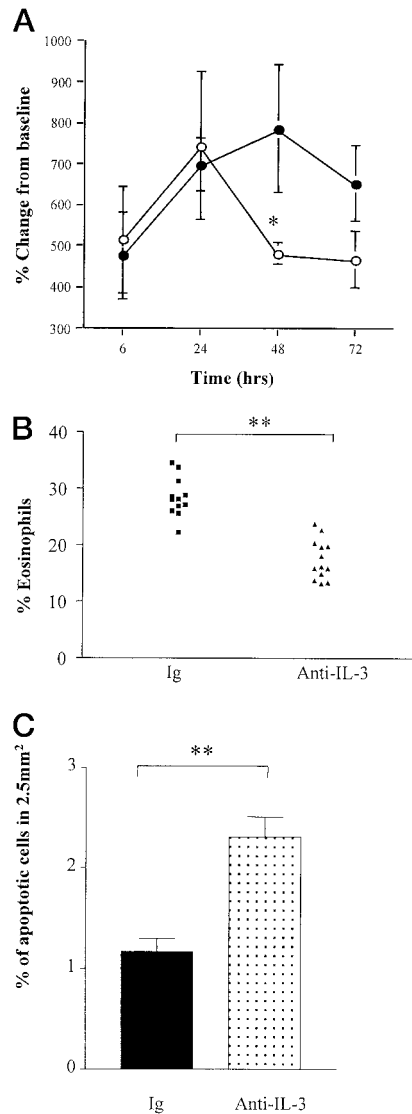 A
1000
900
800
700
600
500
400
300
% Change from baseline
*
6 24 48 72
Time (hrs)
B
**
40
30
20
10
0
% Eosinophils
Ig Anti-IL-3
C
**
3
2
1
0
% of apoptotic cells in 2.5mm²
Ig Anti-IL-3